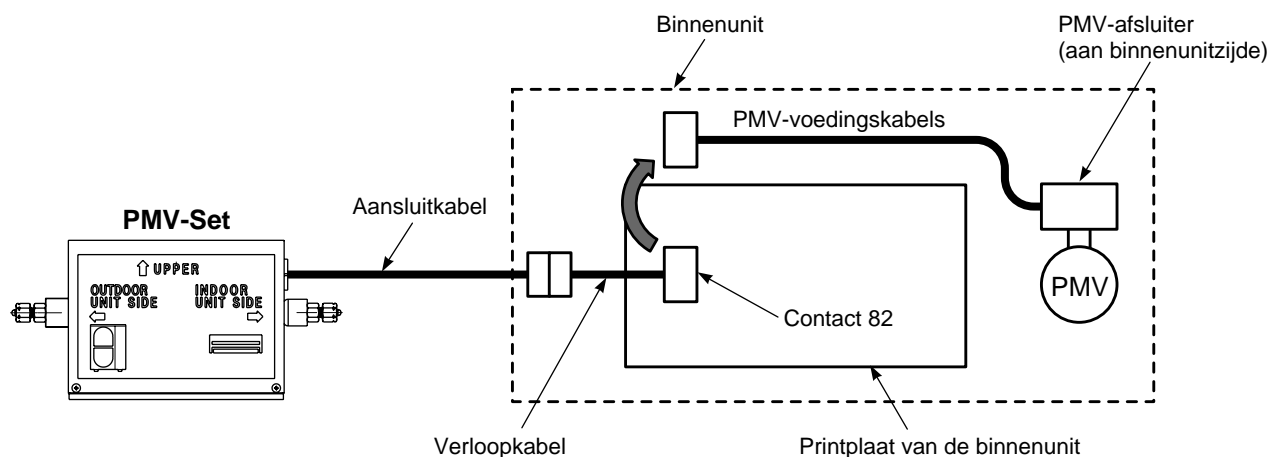 Binnenunit
PMV-afsluiter
(aan binnenunitzijde)
PMV-voedingskabels
Aansluitkabel
PMV-Set
UPPER
OUTDOOR
UNIT SIDE
INDOOR
UNIT SIDE
PMV
Contact 82
Verloopkabel
Printplaat van de binnenunit